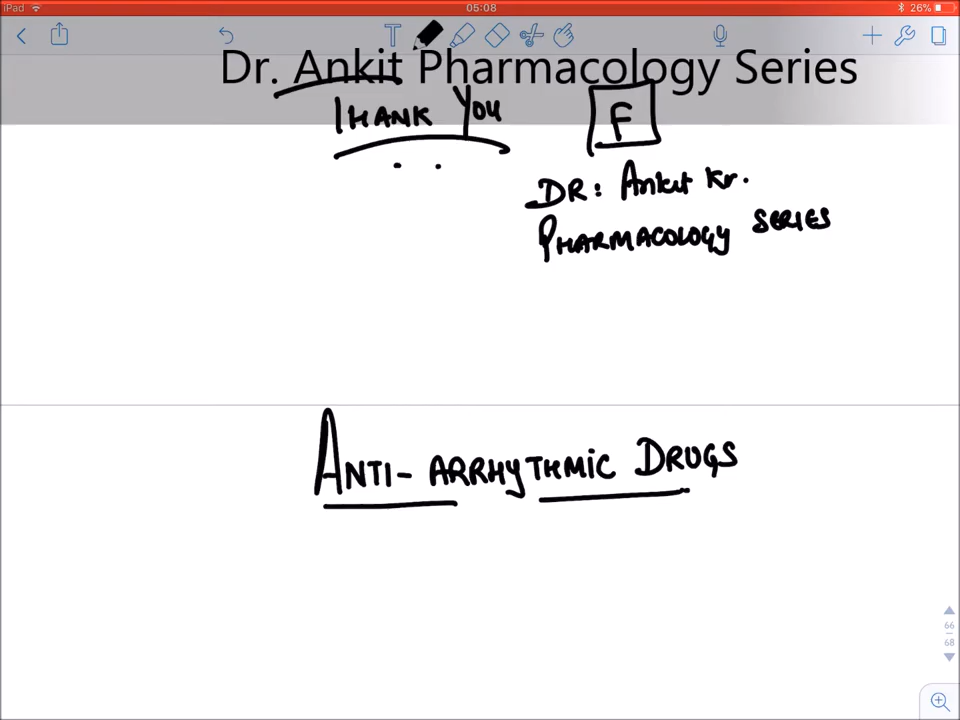 iPad 05:08 26%
T
Dr. Ankit Pharmacology Series
THANK YOU
F
DR: Ankit Kr.
PHARMACOLOGY SERIES
ANTI-ARRHYTHMIC DRUGS
66
68